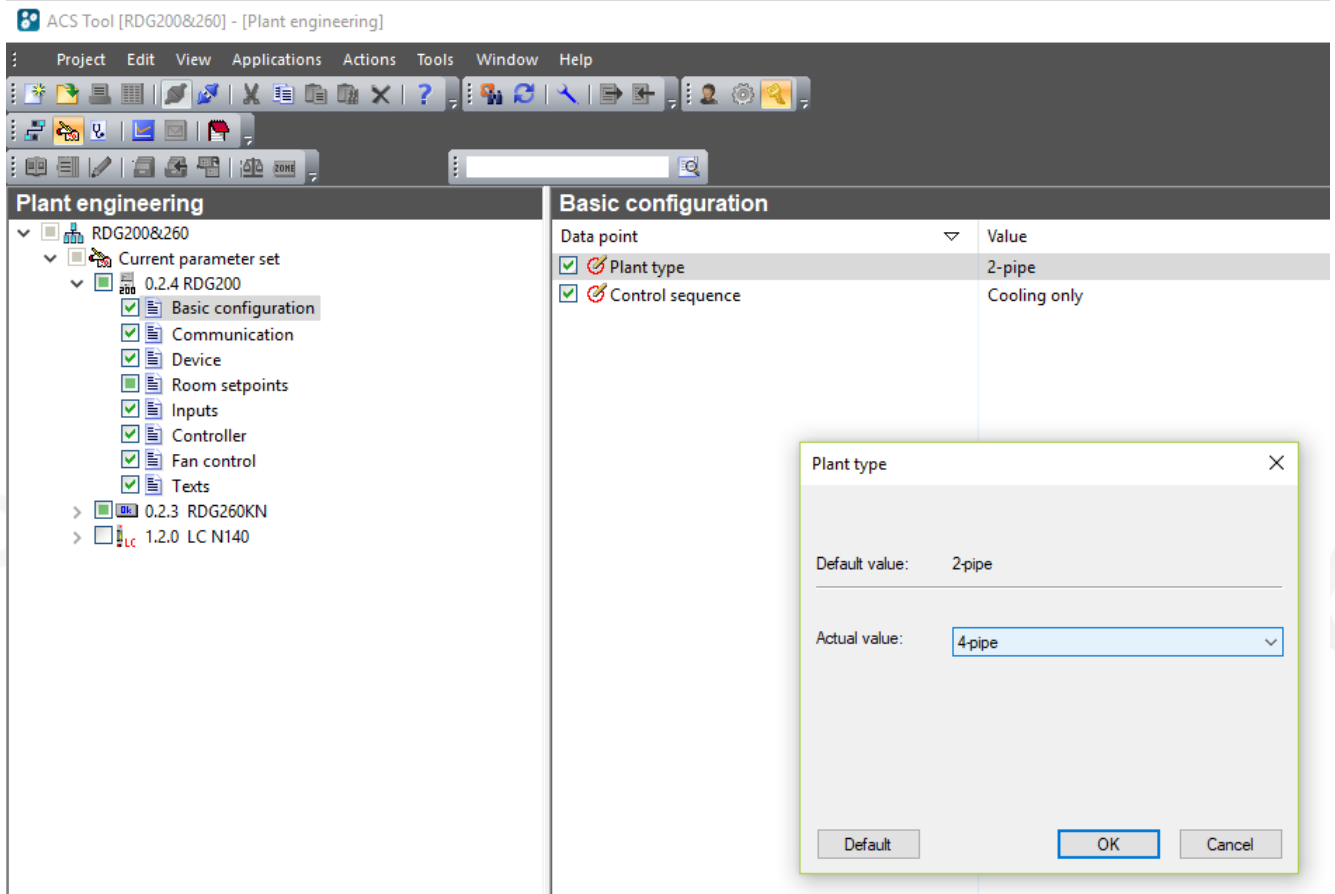 ACS Tool [RDG200&260] - [Plant engineering]
Project Edit View Applications Actions Tools Window Help
ZONE
Plant engineering
RDG200&260
Current parameter set
200 0.2.4 RDG200
Basic configuration
Communication
Device
Room setpoints
Inputs
Controller
Fan control
Texts
Ok 0.2.3 RDG260KN
LC 1.2.0 LC N140
Basic configuration
Data point Value
Plant type 2-pipe
Control sequence Cooling only
Plant type
Default value: 2-pipe
Actual value: 4-pipe
Default OK Cancel